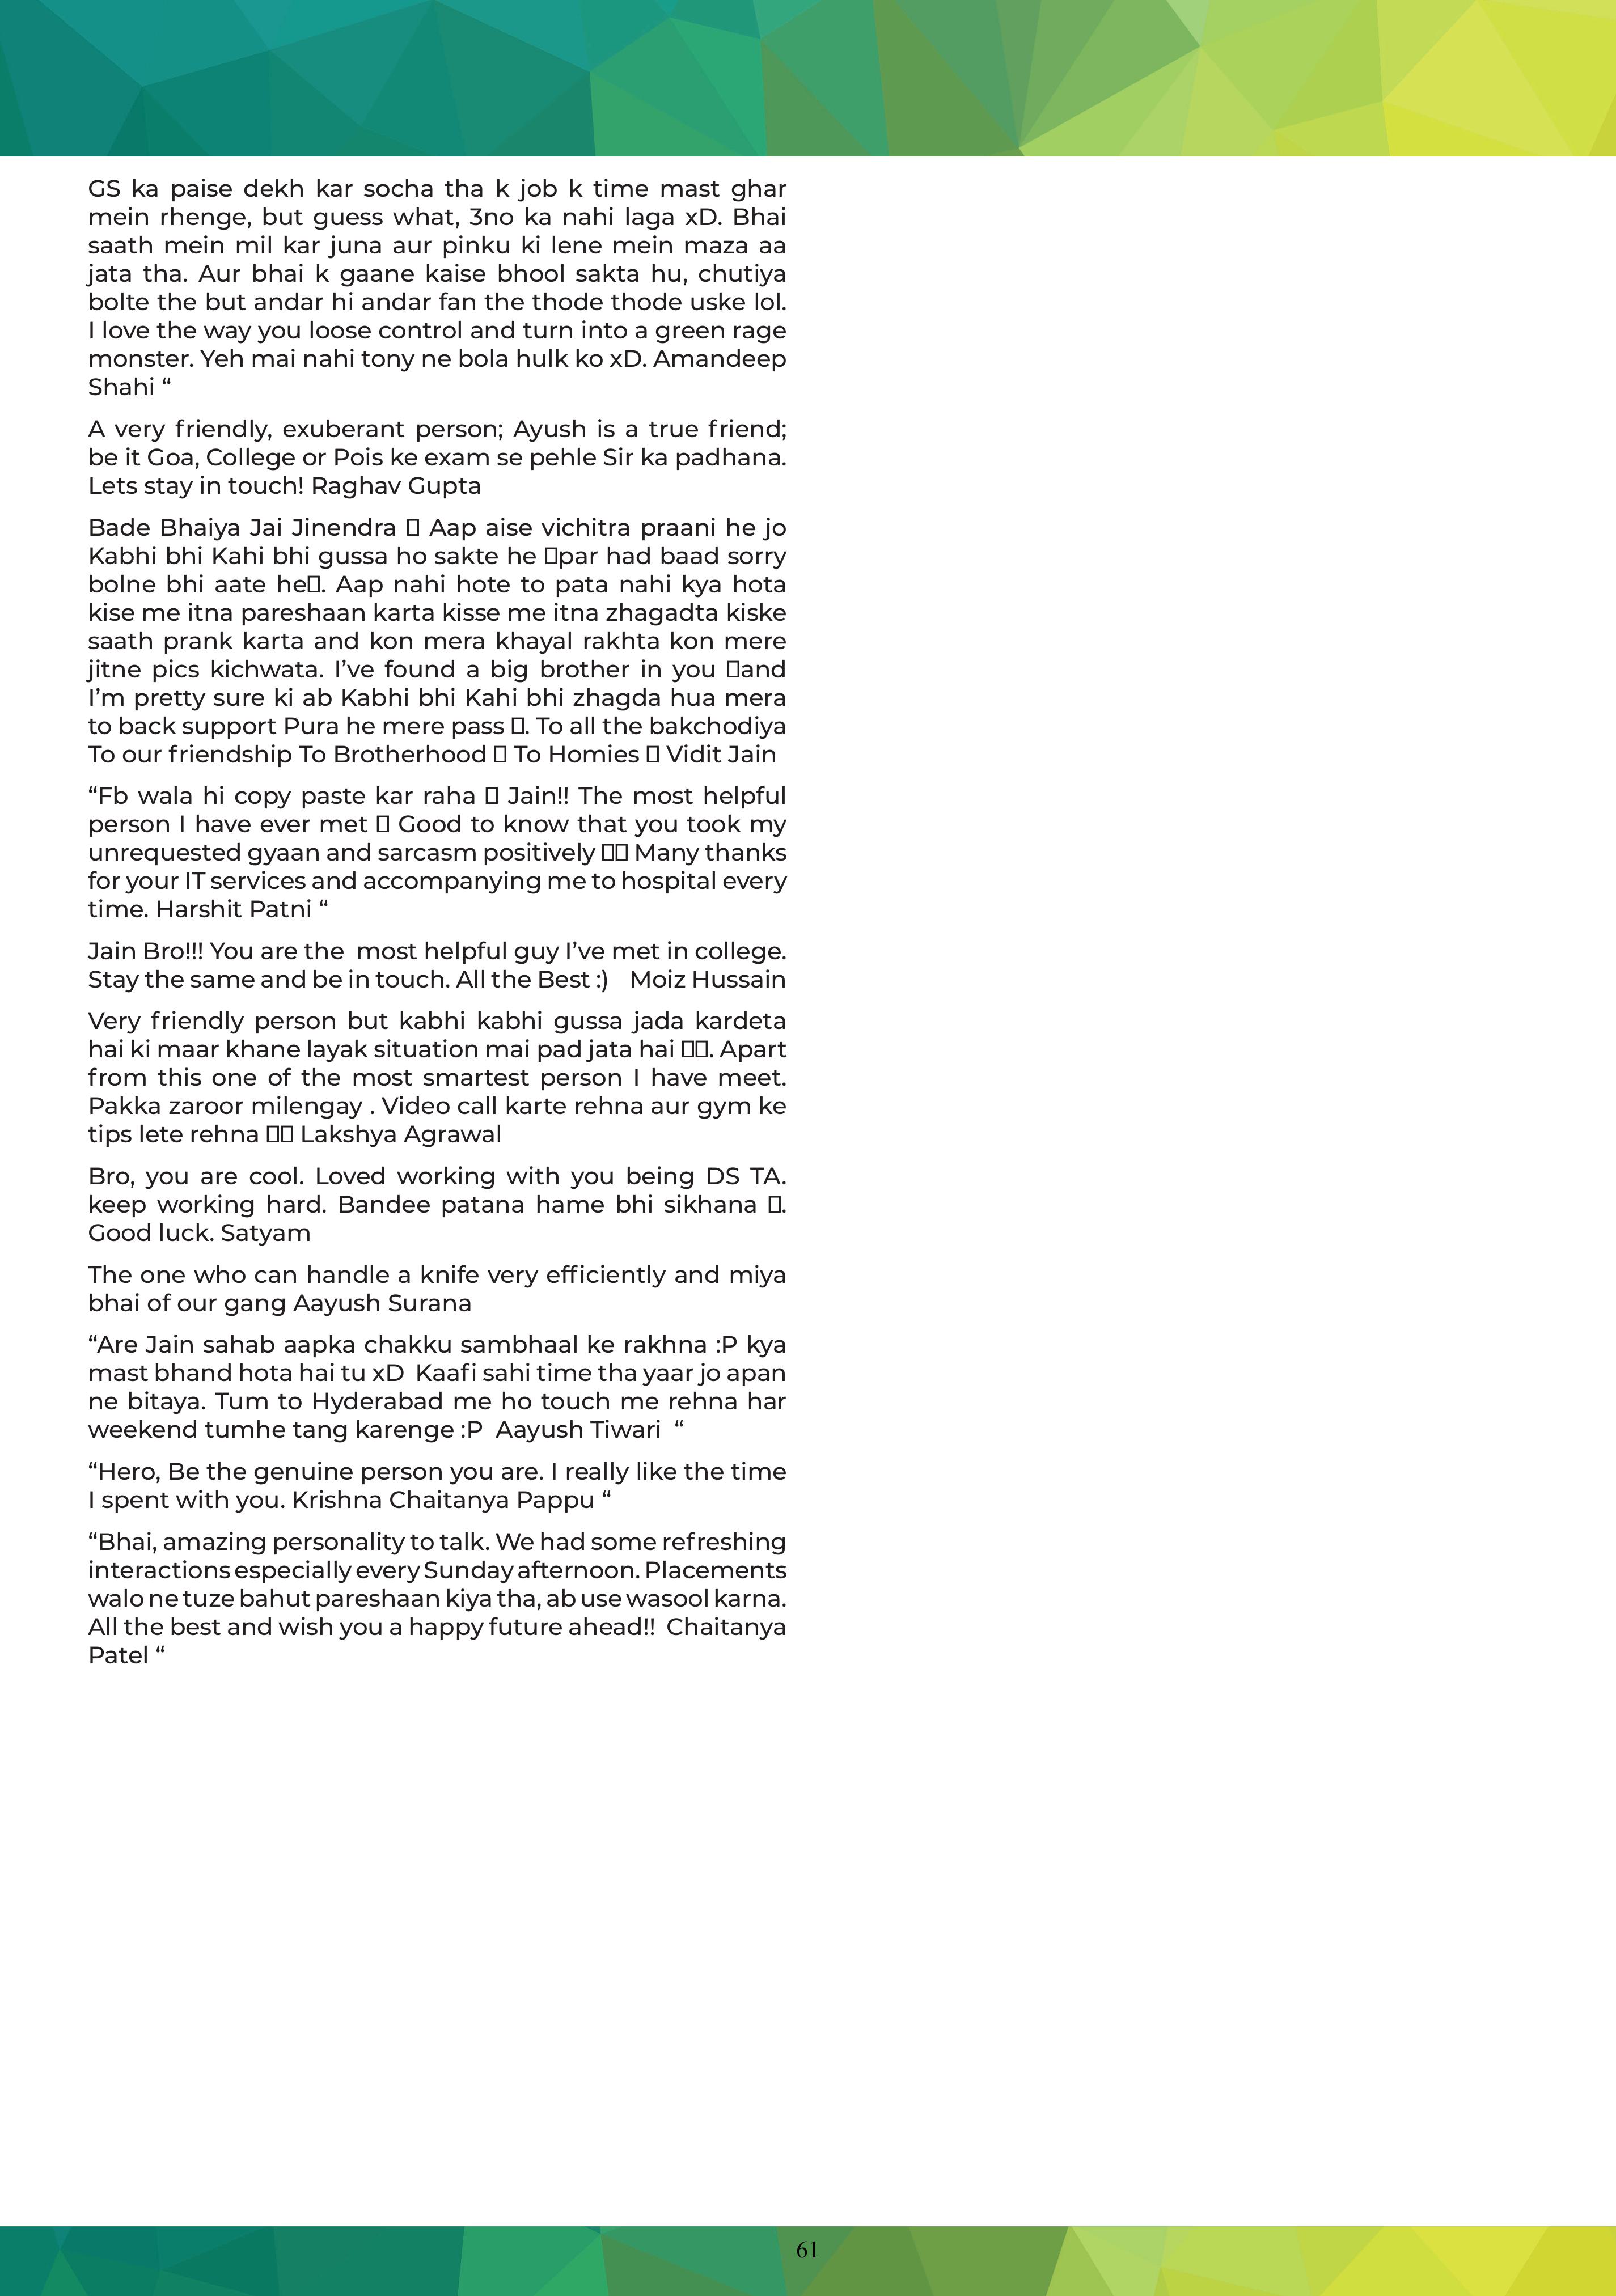 GS ka paise dekh kar socha tha k job k time mast ghar
mein rhenge, but guess what, 3no ka nahi laga xD. Bhai
saath mein mil kar juna aur pinku ki lene mein maza aa
jata tha. Aur bhai k gaane kaise bhool sakta hu, chutiya
bolte the but andar hi andar fan the thode thode uske lol.
I love the way you loose control and turn into a green rage
monster. Yeh mai nahi tony ne bola hulk ko xD. Amandeep
Shahi “
A very friendly, exuberant person; Ayush is a true friend;
be it Goa, College or Pois ke exam se pehle Sir ka padhana.
Lets stay in touch! Raghav Gupta
Bade Bhaiya Jai Jinendra □ Aap aise vichitra praani he jo
Kabhi bhi Kahi bhi gussa ho sakte he □par had baad sorry
bolne bhi aate he□. Aap nahi hote to pata nahi kya hota
kise me itna pareshaan karta kisse me itna zhagadta kiske
saath prank karta and kon mera khayal rakhta kon mere
jitne pics kichwata. I’ve found a big brother in you □and
I’m pretty sure ki ab Kabhi bhi Kahi bhi zhagda hua mera
to back support Pura he mere pass □. To all the bakchodiya
To our friendship To Brotherhood □ To Homies □ Vidit Jain
“Fb wala hi copy paste kar raha □ Jain!! The most helpful
person I have ever met □ Good to know that you took my
unrequested gyaan and sarcasm positively □□ Many thanks
for your IT services and accompanying me to hospital every
time. Harshit Patni “
Jain Bro!!! You are the  most helpful guy I’ve met in college.
Stay the same and be in touch. All the Best :)   Moiz Hussain
Very friendly person but kabhi kabhi gussa jada kardeta
hai ki maar khane layak situation mai pad jata hai □□. Apart
from this one of the most smartest person I have meet.
Pakka zaroor milengay . Video call karte rehna aur gym ke
tips lete rehna □□ Lakshya Agrawal
Bro, you are cool. Loved working with you being DS TA.
keep working hard. Bandee patana hame bhi sikhana □.
Good luck. Satyam
The one who can handle a knife very efficiently and miya
bhai of our gang Aayush Surana
“Are Jain sahab aapka chakku sambhaal ke rakhna :P kya
mast bhand hota hai tu xD  Kaafi sahi time tha yaar jo apan
ne bitaya. Tum to Hyderabad me ho touch me rehna har
weekend tumhe tang karenge :P  Aayush Tiwari  “
“Hero, Be the genuine person you are. I really like the time
I spent with you. Krishna Chaitanya Pappu “
“Bhai, amazing personality to talk. We had some refreshing
interactions especially every Sunday afternoon. Placements
walo ne tuze bahut pareshaan kiya tha, ab use wasool karna.
All the best and wish you a happy future ahead!!  Chaitanya
Patel “
61